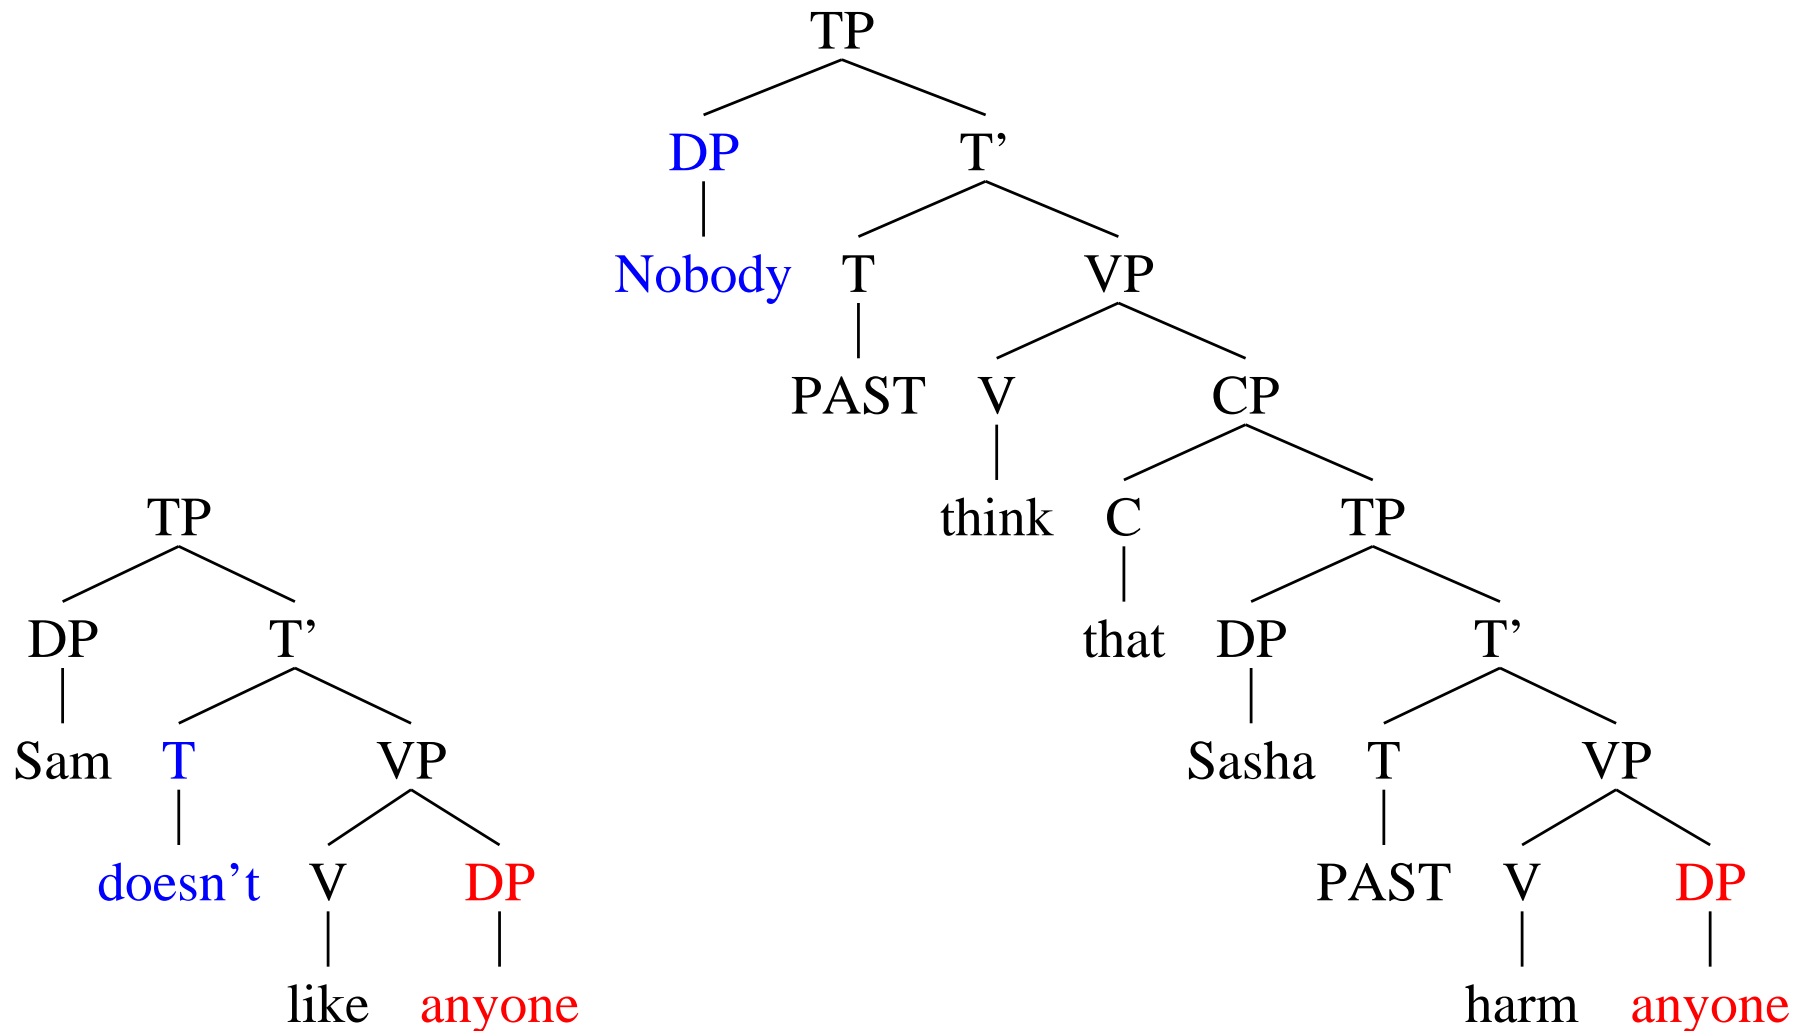 TP
DP T’
Nobody T VP
PAST V CP
TP think C TP
DP T’ that DP T’
Sam T VP Sasha T VP
doesn’t V DP PAST V DP
like anyone harm anyone